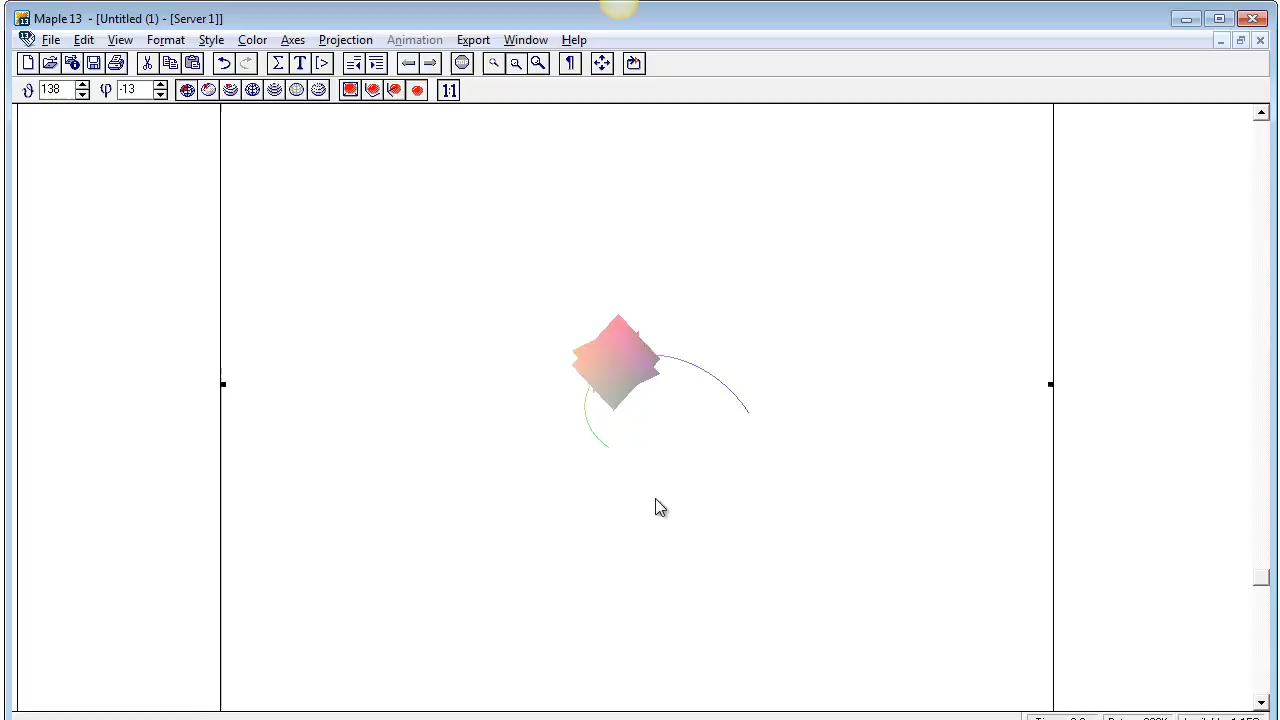 Maple 13 - [Untitled (1) - [Server 1]]
File Edit View Format Style Color Axes Projection Animation Export Window Help
Σ T [>
ϑ 138 φ -13 1:1